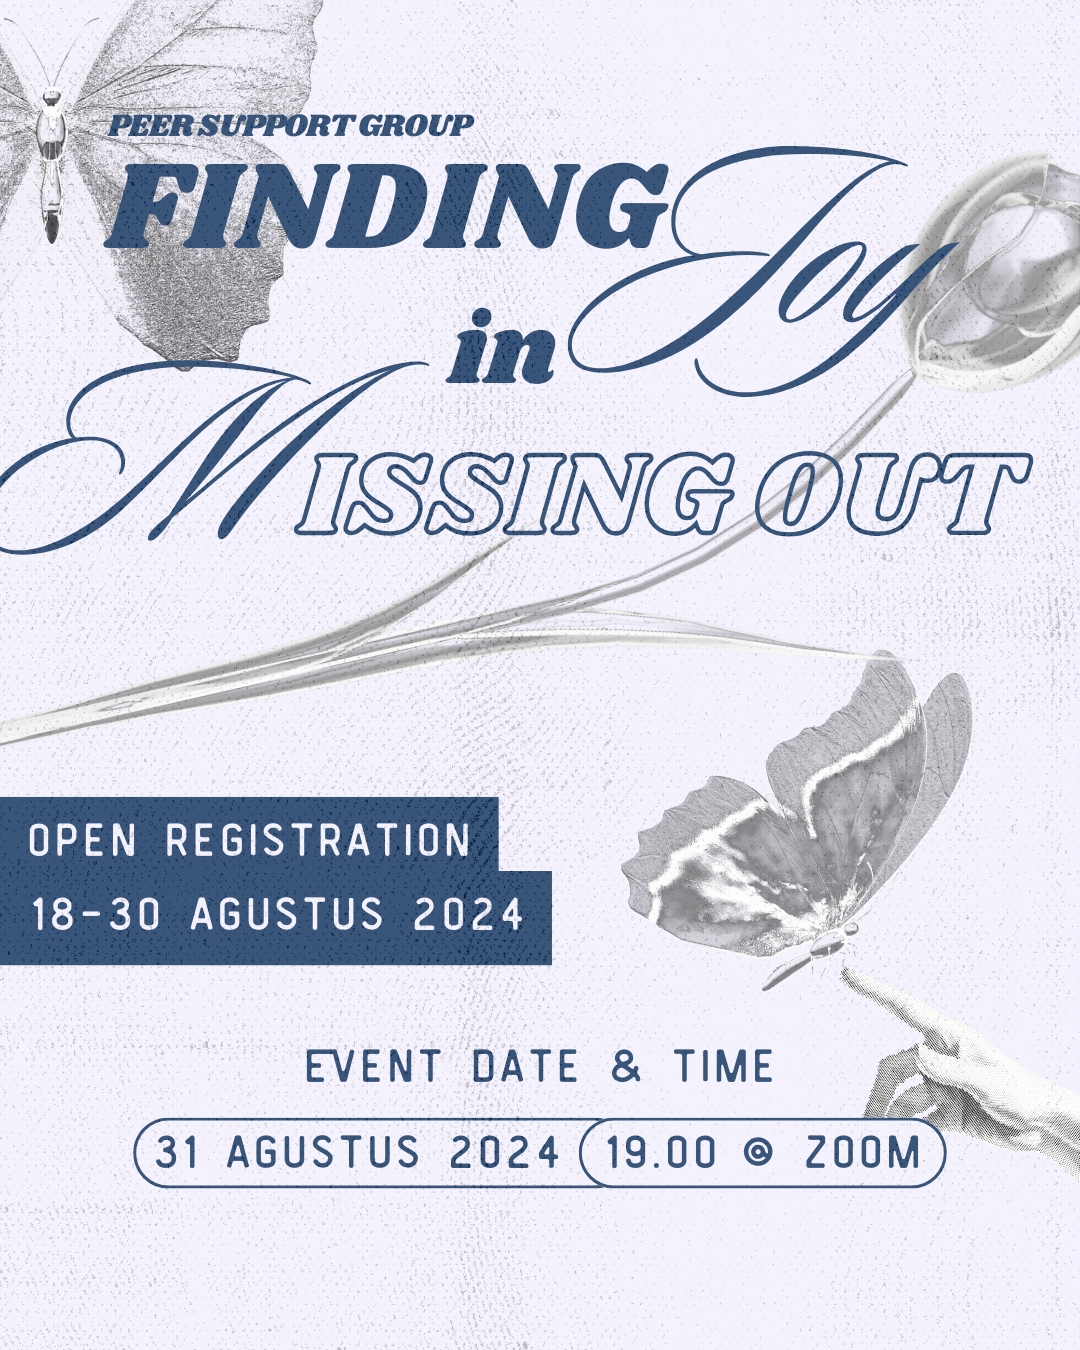 PEER SUPPORT GROUP
FINDING Joy
in
MISSING OUT
OPEN REGISTRATION
18-30 AGUSTUS 2024
EVENT DATE & TIME
31 AGUSTUS 2024 19.00 @ ZOOM